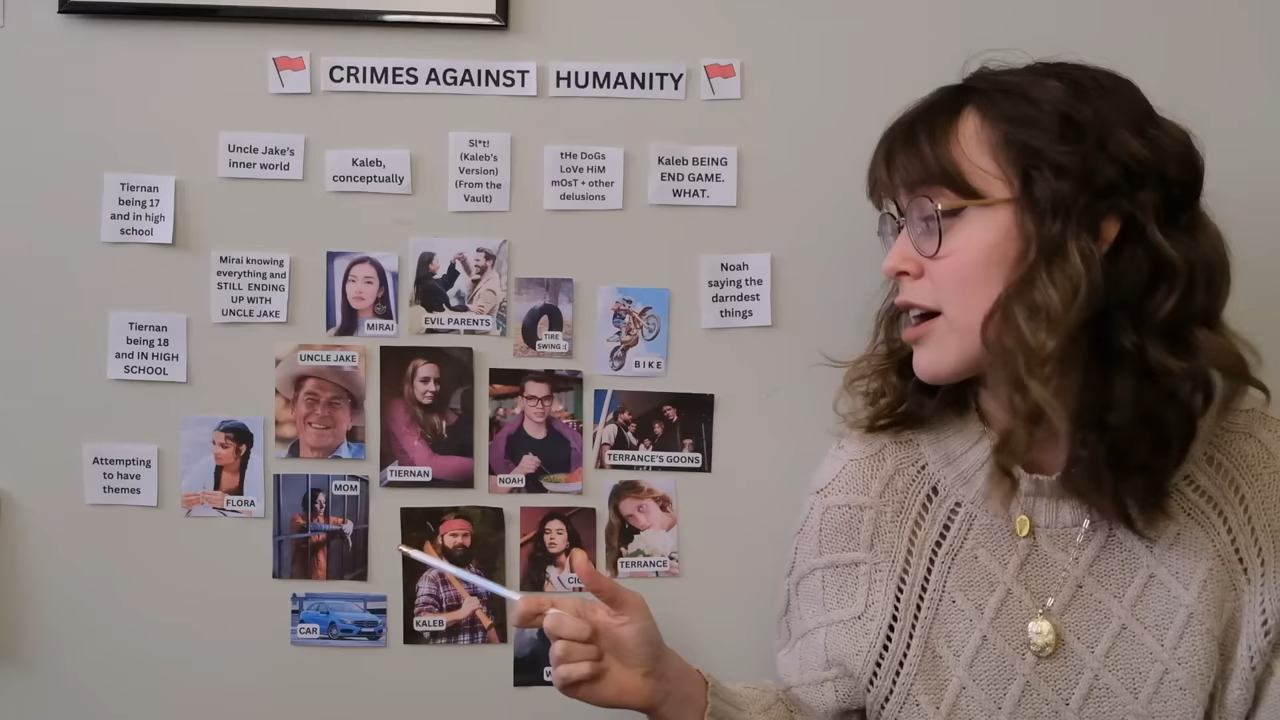 CRIMES AGAINST HUMANITY
Uncle Jake's
inner world
Kaleb,
conceptually
Sl*t!
(Kaleb's
Version)
(From the
Vault)
tHe DoGs
LoVe HiM
mOsT + other
delusions
Kaleb BEING
END GAME.
WHAT.
Tiernan
being 17
and in high
school
Mirai knowing
everything and
STILL ENDING
UP WITH
UNCLE JAKE
Noah
saying the
darndest
things
MIRAI
EVIL PARENTS
TIRE
SWING :(
BIKE
Tiernan
being 18
and IN HIGH
SCHOOL
UNCLE JAKE
TIERNAN
NOAH
TERRANCE'S GOONS
Attempting
to have
themes
FLORA
MOM
KALEB
TERRANCE
CAR